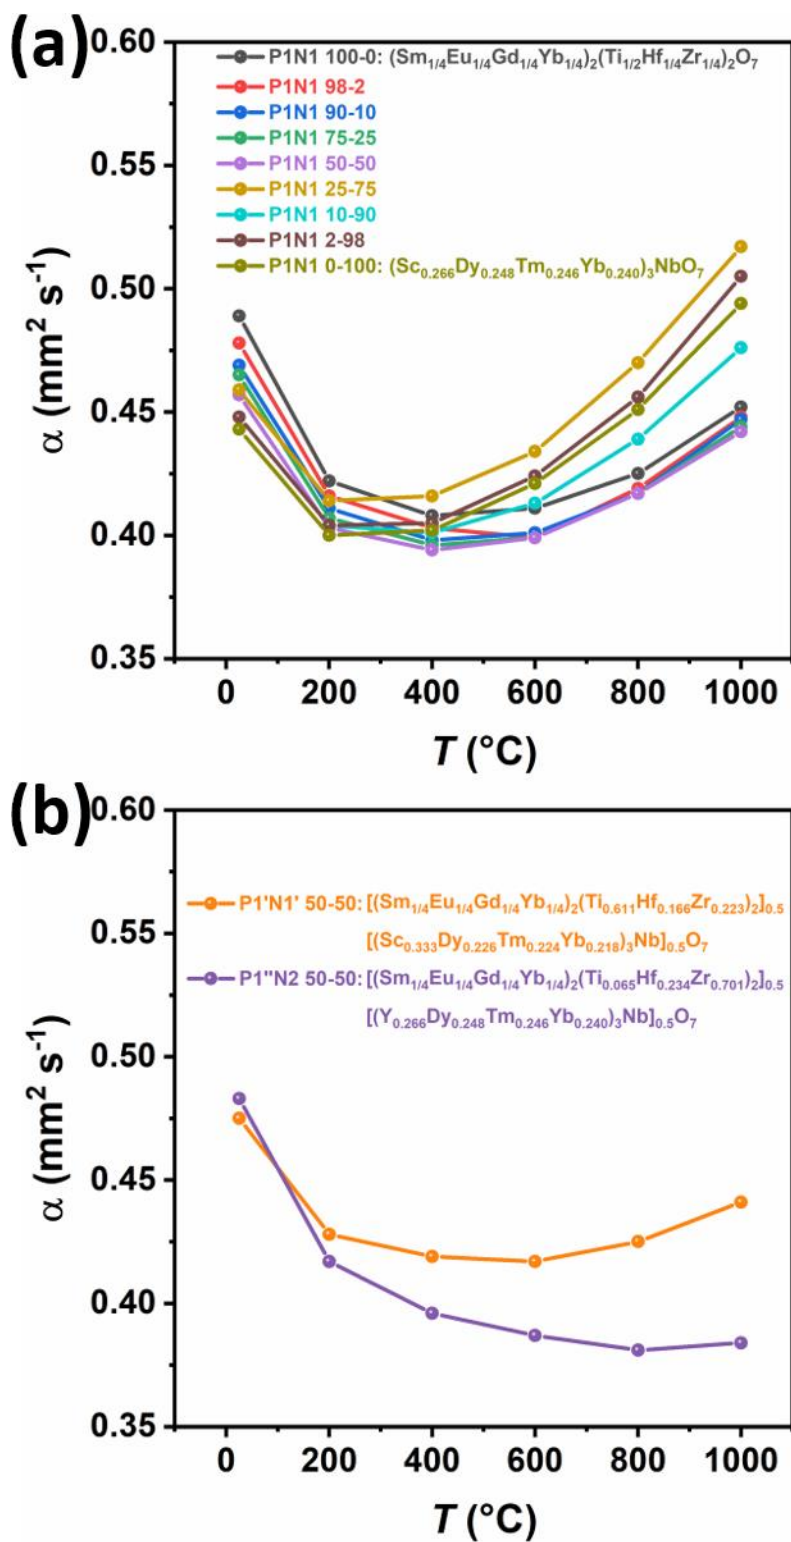 (a)
0.60
0.55
0.50
0.45
0.40
0.35
α (mm² s⁻¹)
P1N1 100-0: (Sm₁/₄Eu₁/₄Gd₁/₄Yb₁/₄)₂(Ti₁/₂Hf₁/₄Zr₁/₄)₂O₇
P1N1 98-2
P1N1 90-10
P1N1 75-25
P1N1 50-50
P1N1 25-75
P1N1 10-90
P1N1 2-98
P1N1 0-100: (Sc₀.₂₆₆Dy₀.₂₄₈Tm₀.₂₄₆Yb₀.₂₄₀)₃NbO₇
0 200 400 600 800 1000
T (°C)
(b)
0.60
0.55
0.50
0.45
0.40
0.35
α (mm² s⁻¹)
P1'N1' 50-50: [(Sm₁/₄Eu₁/₄Gd₁/₄Yb₁/₄)₂(Ti₀.₆₁₁Hf₀.₁₆₆Zr₀.₂₂₃)₂]₀.₅
[(Sc₀.₃₃₃Dy₀.₂₂₆Tm₀.₂₂₄Yb₀.₂₁₈)₃Nb]₀.₅O₇
P1"N2 50-50: [(Sm₁/₄Eu₁/₄Gd₁/₄Yb₁/₄)₂(Ti₀.₀₆₅Hf₀.₂₃₄Zr₀.₇₀₁)₂]₀.₅
[(Y₀.₂₆₆Dy₀.₂₄₈Tm₀.₂₄₆Yb₀.₂₄₀)₃Nb]₀.₅O₇
0 200 400 600 800 1000
T (°C)